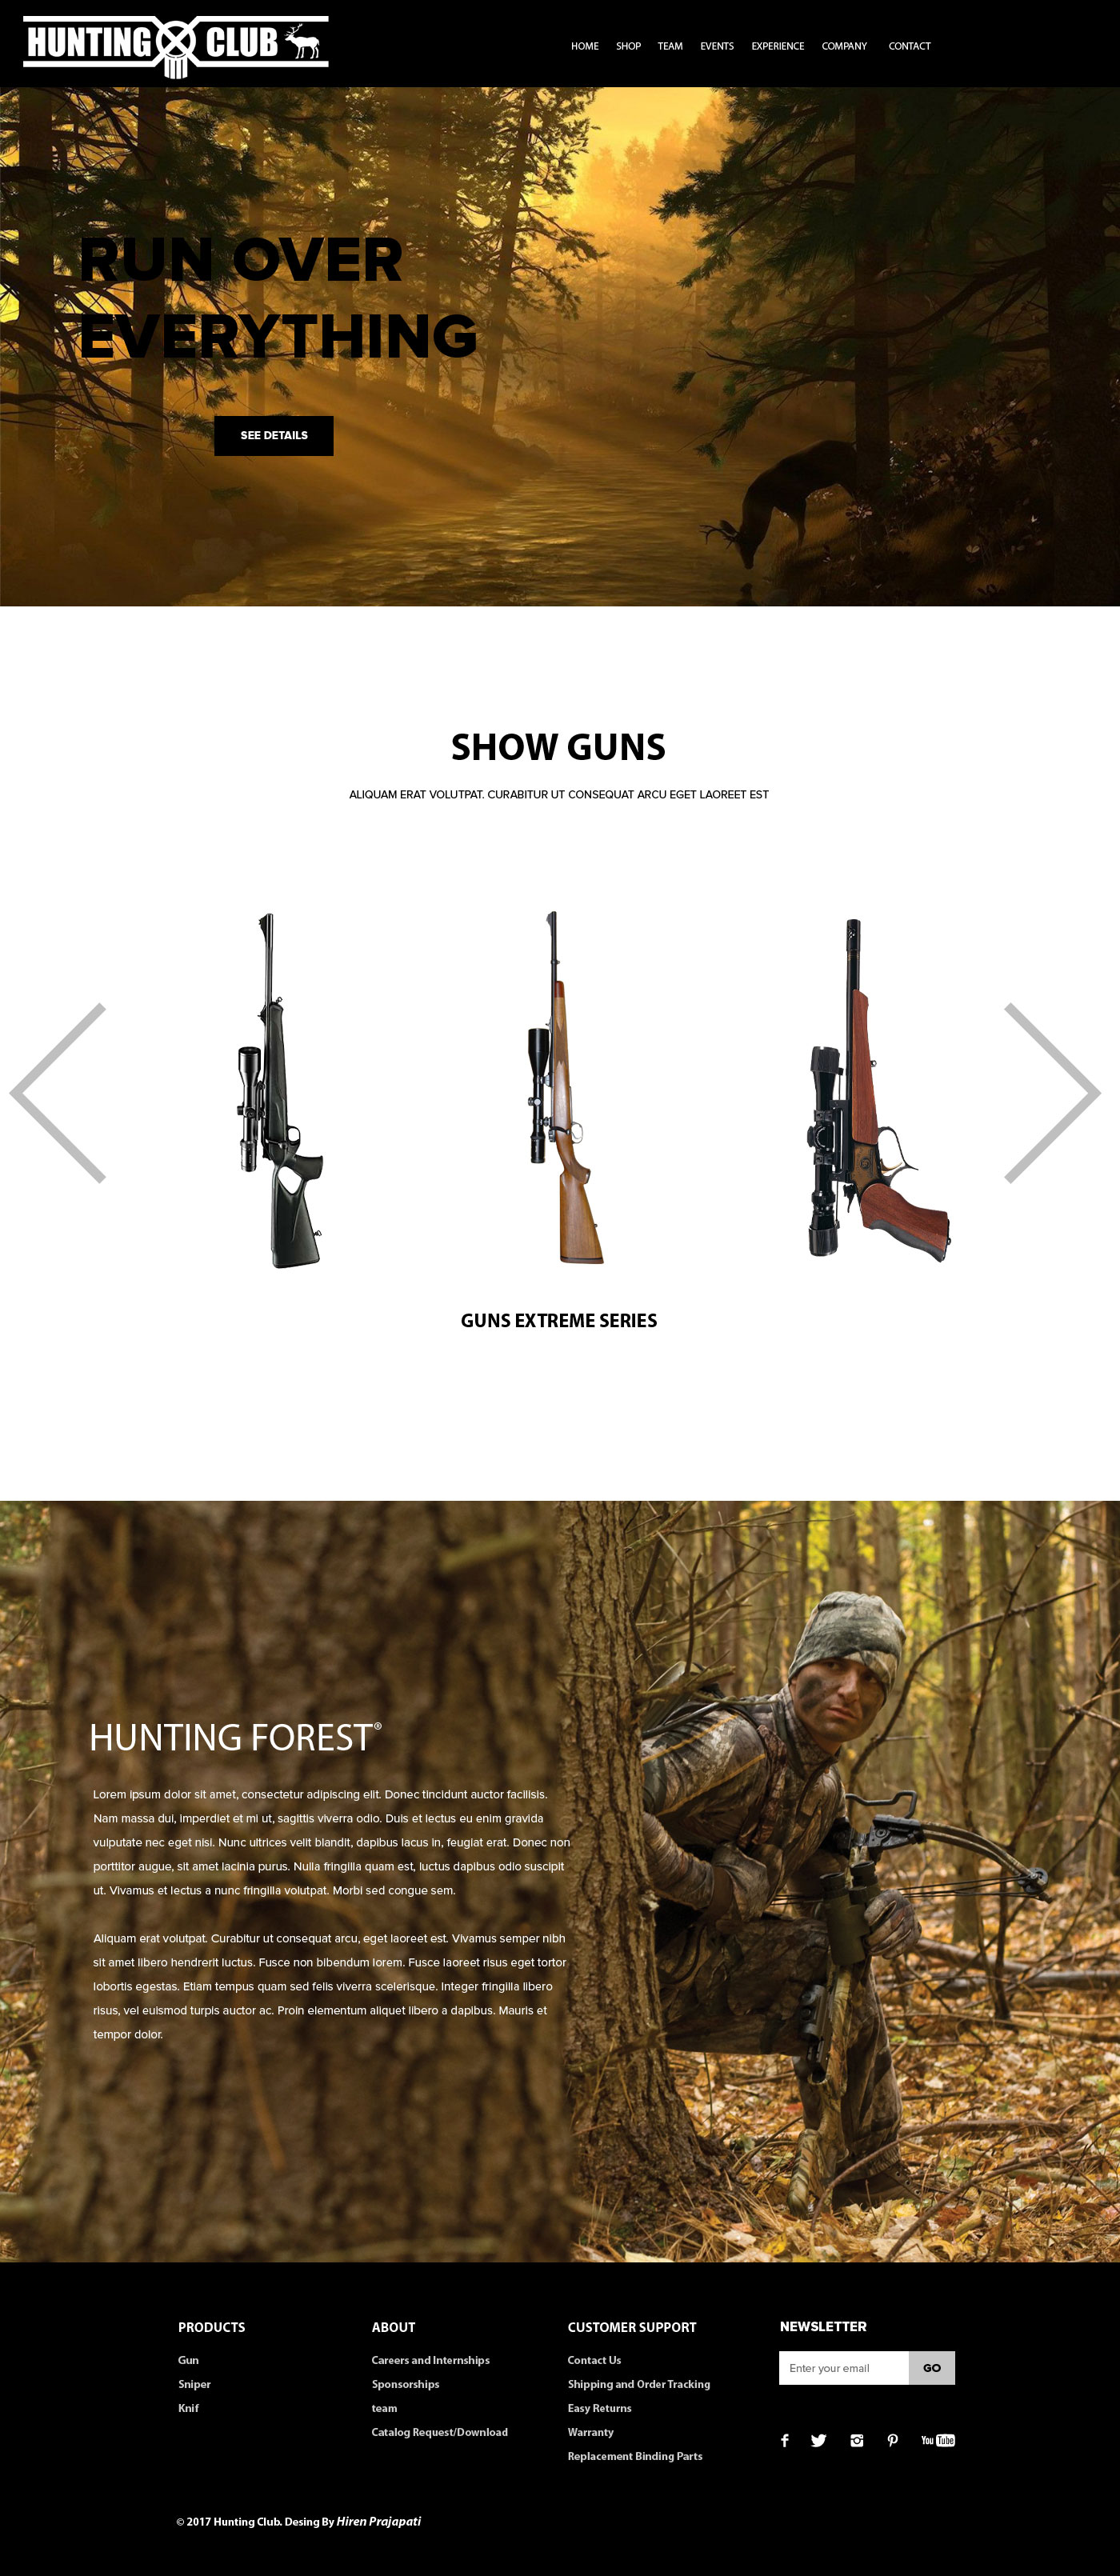 HUNTING CLUB
HOME SHOP TEAM EVENTS EXPERIENCE COMPANY CONTACT
RUN OVER
EVERYTHING
SEE DETAILS
SHOW GUNS
ALIQUAM ERAT VOLUTPAT. CURABITUR UT CONSEQUAT ARCU EGET LAOREET EST
GUNS EXTREME SERIES
HUNTING FOREST®
Lorem ipsum dolor sit amet, consectetur adipiscing elit. Donec tincidunt auctor facilisis.
Nam massa dui, imperdiet et mi ut, sagittis viverra odio. Duis et lectus eu enim gravida
vulputate nec eget nisi. Nunc ultrices velit blandit, dapibus lacus in, feugiat erat. Donec non
porttitor augue, sit amet lacinia purus. Nulla fringilla quam est, luctus dapibus odio suscipit
ut. Vivamus et lectus a nunc fringilla volutpat. Morbi sed congue sem.
Aliquam erat volutpat. Curabitur ut consequat arcu, eget laoreet est. Vivamus semper nibh
sit amet libero hendrerit luctus. Fusce non bibendum lorem. Fusce laoreet risus eget tortor
lobortis egestas. Etiam tempus quam sed felis viverra scelerisque. Integer fringilla libero
risus, vel euismod turpis auctor ac. Proin elementum aliquet libero a dapibus. Mauris et
tempor dolor.
PRODUCTS
Gun
Sniper
Knif
ABOUT
Careers and Internships
Sponsorships
team
Catalog Request/Download
CUSTOMER SUPPORT
Contact Us
Shipping and Order Tracking
Easy Returns
Warranty
Replacement Binding Parts
NEWSLETTER
Enter your email GO
You Tube
© 2017 Hunting Club. Desing By Hiren Prajapati